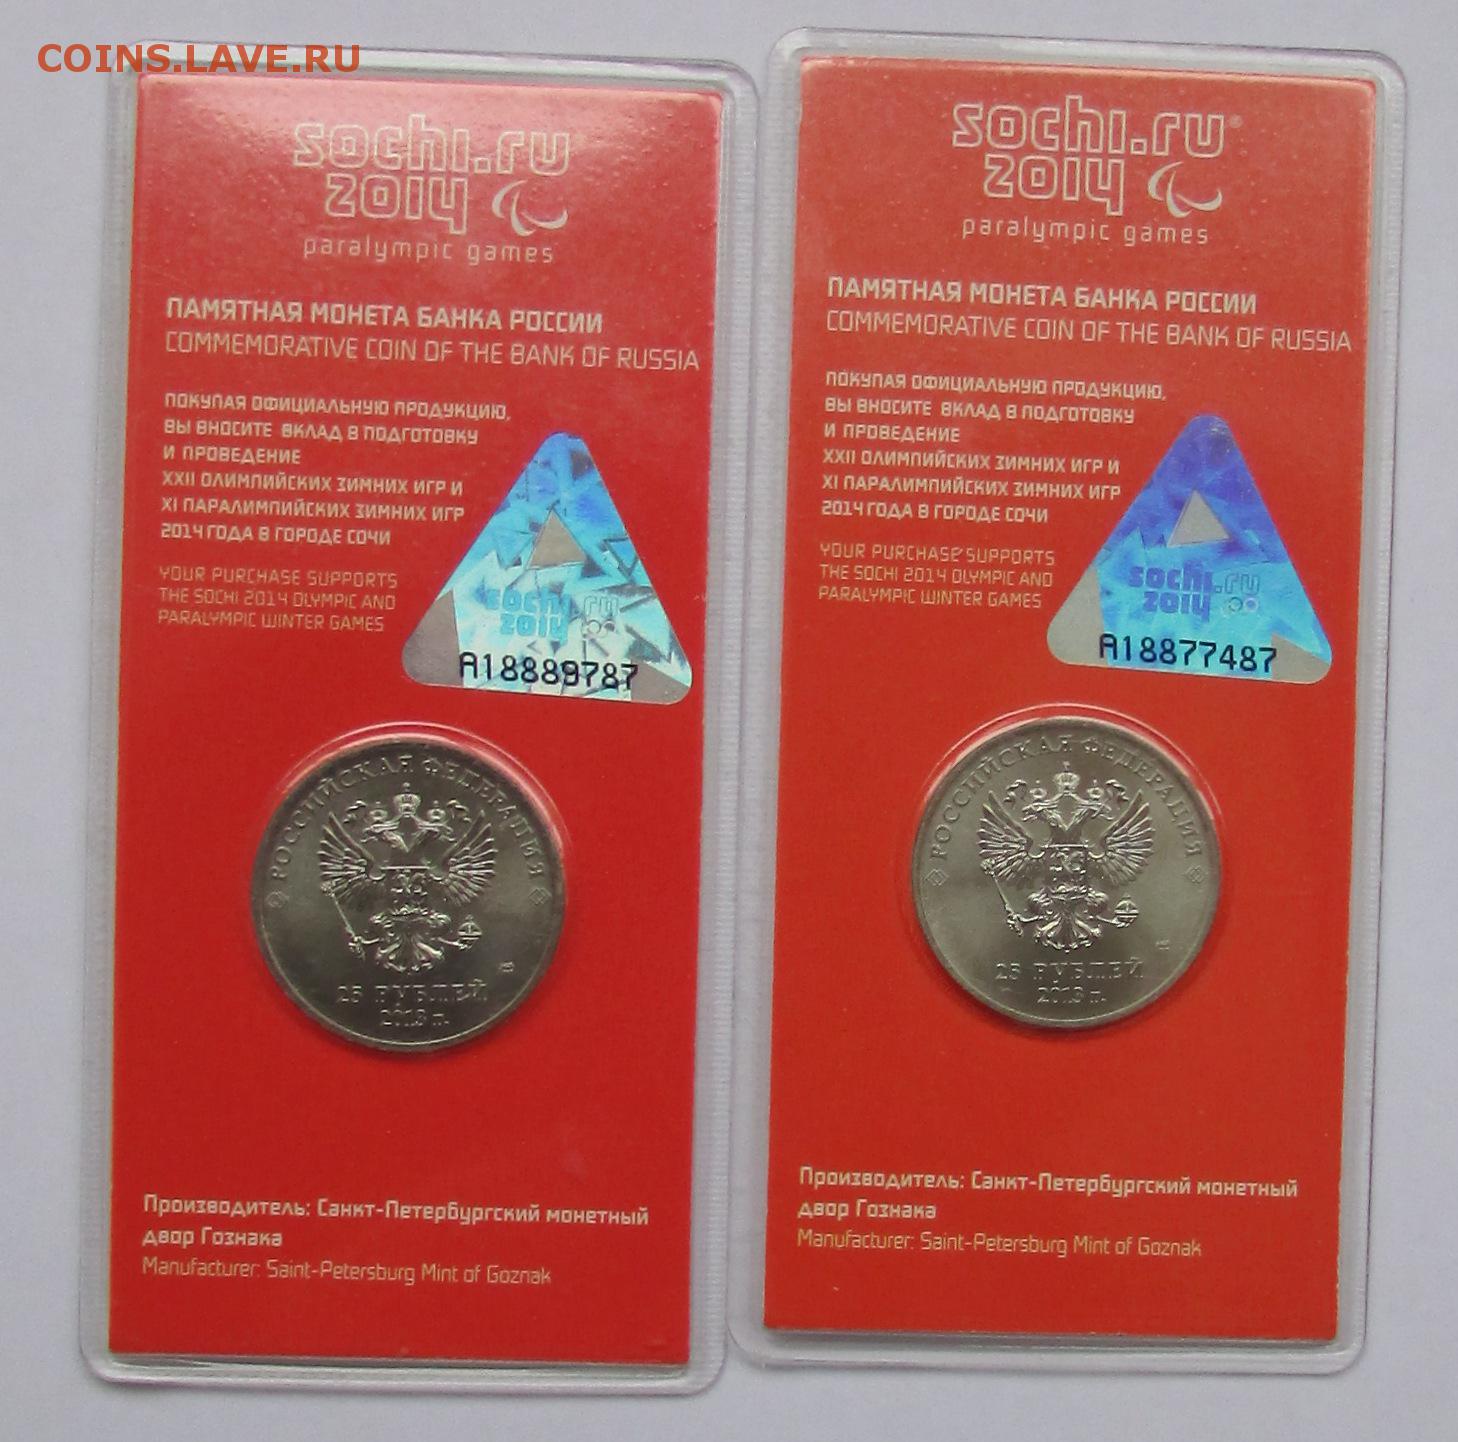 COINS.LAVE.RU
sochi.ru
2014
paralympic games
ПАМЯТНАЯ МОНЕТА БАНКА РОССИИ
COMMEMORATIVE COIN OF THE BANK OF RUSSIA
ПОКУПАЯ ОФИЦИАЛЬНУЮ ПРОДУКЦИЮ,
ВЫ ВНОСИТЕ ВКЛАД В ПОДГОТОВКУ
И ПРОВЕДЕНИЕ
XXII ОЛИМПИЙСКИХ ЗИМНИХ ИГР И
XI ПАРАЛИМПИЙСКИХ ЗИМНИХ ИГР
2014 ГОДА В ГОРОДЕ СОЧИ
YOUR PURCHASE SUPPORTS
THE SOCHI 2014 OLYMPIC AND
PARALYMPIC WINTER GAMES
sochi.ru
2014
A18889787
РОССИЙСКАЯ ФЕДЕРАЦИЯ
25 РУБЛЕЙ
2013 г.
Производитель: Санкт-Петербургский монетный
двор Гознака
Manufacturer: Saint-Petersburg Mint of Goznak
sochi.ru®
2014
paralympic games
ПАМЯТНАЯ МОНЕТА БАНКА РОССИИ
COMMEMORATIVE COIN OF THE BANK OF RUSSIA
ПОКУПАЯ ОФИЦИАЛЬНУЮ ПРОДУКЦИЮ,
ВЫ ВНОСИТЕ ВКЛАД В ПОДГОТОВКУ
И ПРОВЕДЕНИЕ
XXII ОЛИМПИЙСКИХ ЗИМНИХ ИГР И
XI ПАРАЛИМПИЙСКИХ ЗИМНИХ ИГР
2014 ГОДА В ГОРОДЕ СОЧИ
YOUR PURCHASE SUPPORTS
THE SOCHI 2014 OLYMPIC AND
PARALYMPIC WINTER GAMES
sochi.ru
2014
A18877487
РОССИЙСКАЯ ФЕДЕРАЦИЯ
25 РУБЛЕЙ
2013 г.
Производитель: Санкт-Петербургский монетный
двор Гознака
Manufacturer: Saint-Petersburg Mint of Goznak